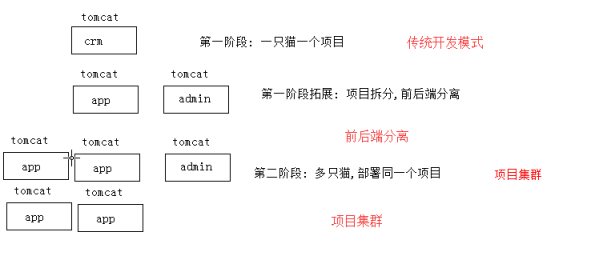 tomcat
crm
第一阶段: 一只猫一个项目
传统开发模式
tomcat
tomcat
app
admin
第一阶段拓展: 项目拆分, 前后端分离
前后端分离
tomcat
tomcat
tomcat
app
app
admin
第二阶段: 多只猫, 部署同一个项目
项目集群
tomcat
tomcat
app
app
项目集群